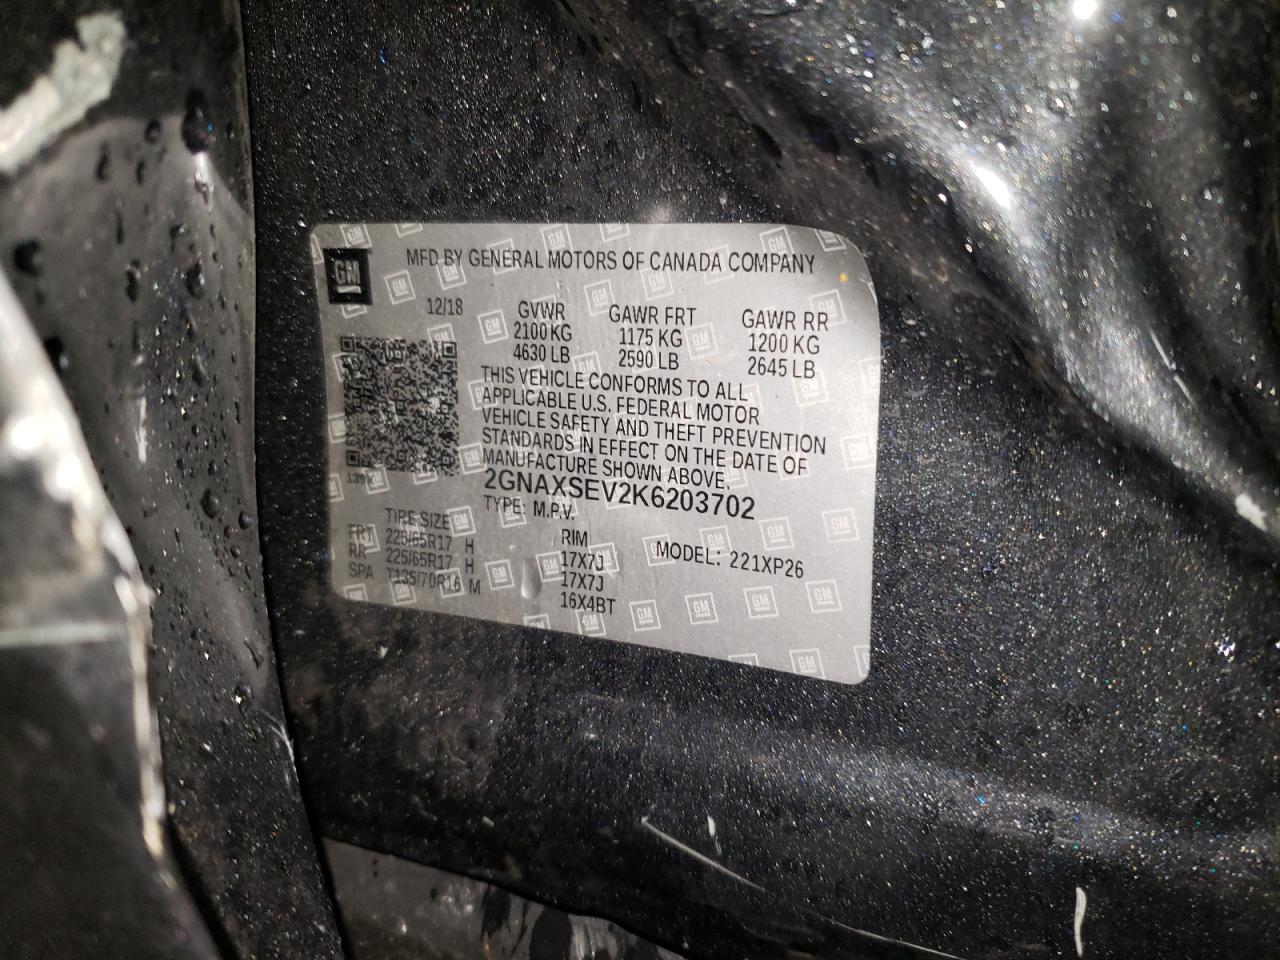 GM
MFD BY GENERAL MOTORS OF CANADA COMPANY
12/18
GVWR GAWR FRT GAWR RR
2100 KG 1175 KG 1200 KG
4630 LB 2590 LB 2645 LB
THIS VEHICLE CONFORMS TO ALL
APPLICABLE U.S. FEDERAL MOTOR
VEHICLE SAFETY AND THEFT PREVENTION
STANDARDS IN EFFECT ON THE DATE OF
MANUFACTURE SHOWN ABOVE.
139K
2GNAXSEV2K6203702
TYPE: M.P.V.
TIRE SIZE RIM MODEL: 221XP26
FRT 225/65R17 H 17X7J
RR 225/65R17 H 17X7J
SPA T135/70R16 M 16X4BT